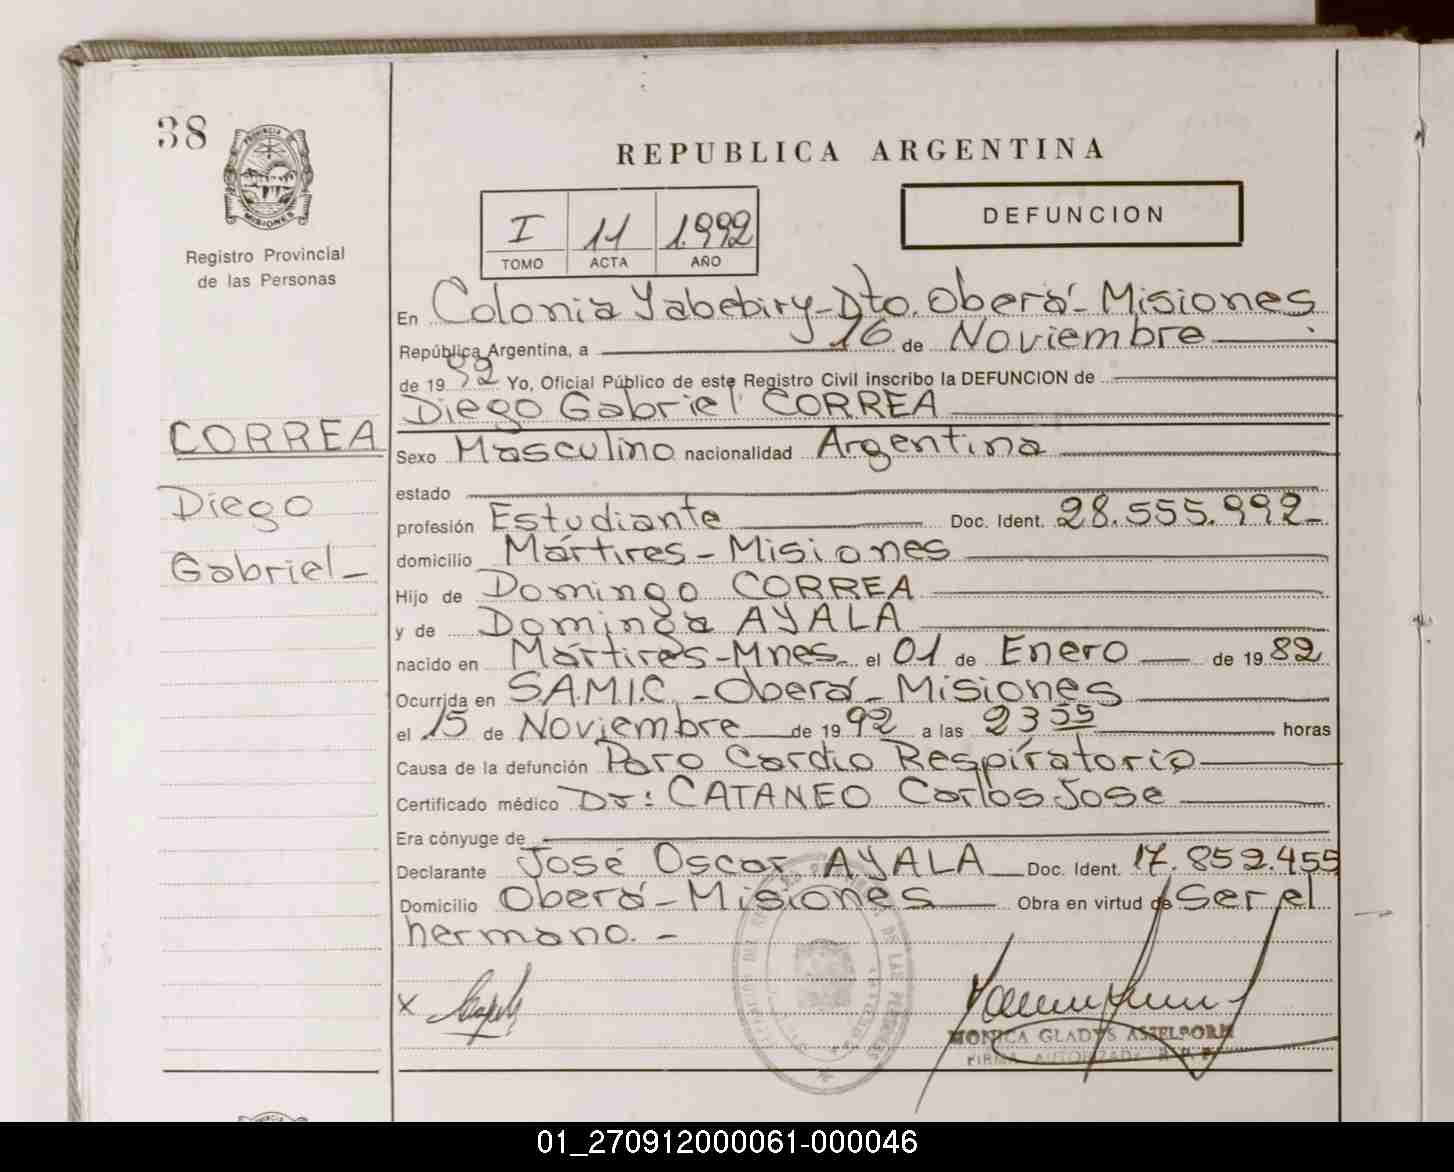 38
PROVINCIA DE
MISIONES
Registro Provincial
de las Personas
REPUBLICA ARGENTINA
I 11 1.992
TOMO ACTA AÑO
DEFUNCION
En Colonia Yabebiry-Dto. Oberá-Misiones
República Argentina, a 16 de Noviembre
de 1992 Yo, Oficial Público de este Registro Civil inscribo la DEFUNCION de
Diego Gabriel CORREA
CORREA
Diego
Gabriel-
Sexo Masculino nacionalidad Argentina
estado
profesión Estudiante Doc. Ident. 28.555.992-
domicilio Mártires-Misiones
Hijo de Domingo CORREA
y de Dominga AYALA
nacido en Mártires-Mnes. el 01 de Enero de 1982
Ocurrida en S.A.M.I.C.-Oberá-Misiones
el 15 de Noviembre de 1992 a las 23 55 horas
Causa de la defunción Paro Cardio Respiratorio
Certificado médico Dr: CATANEO Carlos Jose
Era cónyuge de
Declarante José Oscar AYALA Doc. Ident. 17.852.455
Domicilio Oberá-Misiones Obra en virtud de Ser el
hermano.-
X
MONICA GLADYS
FIRMA AUTORIZADA
01_270912000061-000046